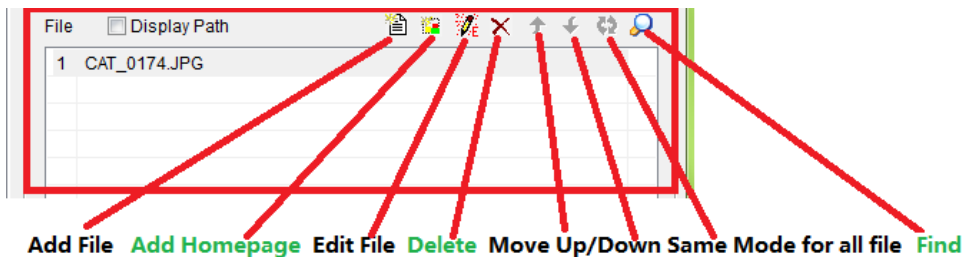 File Display Path
1 CAT_0174.JPG
Add File Add Homepage Edit File Delete Move Up/Down Same Mode for all file Find